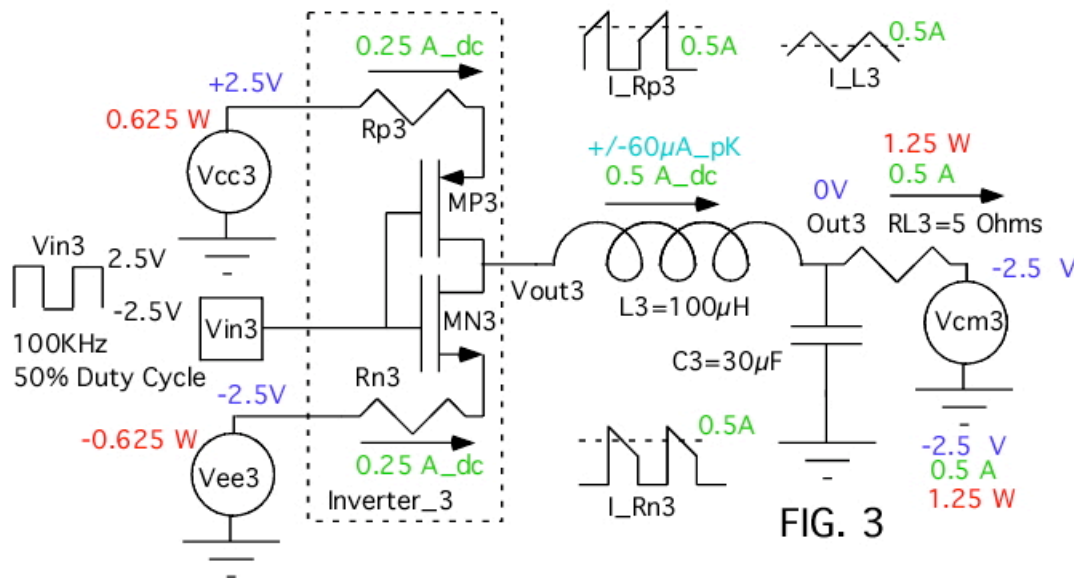 0.25 A_dc
+2.5V
0.625 W
Rp3
Vcc3
MP3
Vin3
2.5V
-2.5V
100KHz
50% Duty Cycle
Vin3
MN3
Rn3
-2.5V
-0.625 W
Vee3
0.25 A_dc
Inverter_3
0.5A
I_Rp3
0.5A
I_L3
+/-60µA_pK
0.5 A_dc
1.25 W
0.5 A
0V
Out3
RL3=5 Ohms
-2.5 V
Vout3
L3=100µH
Vcm3
C3=30µF
0.5A
I_Rn3
-2.5 V
0.5 A
1.25 W
FIG. 3